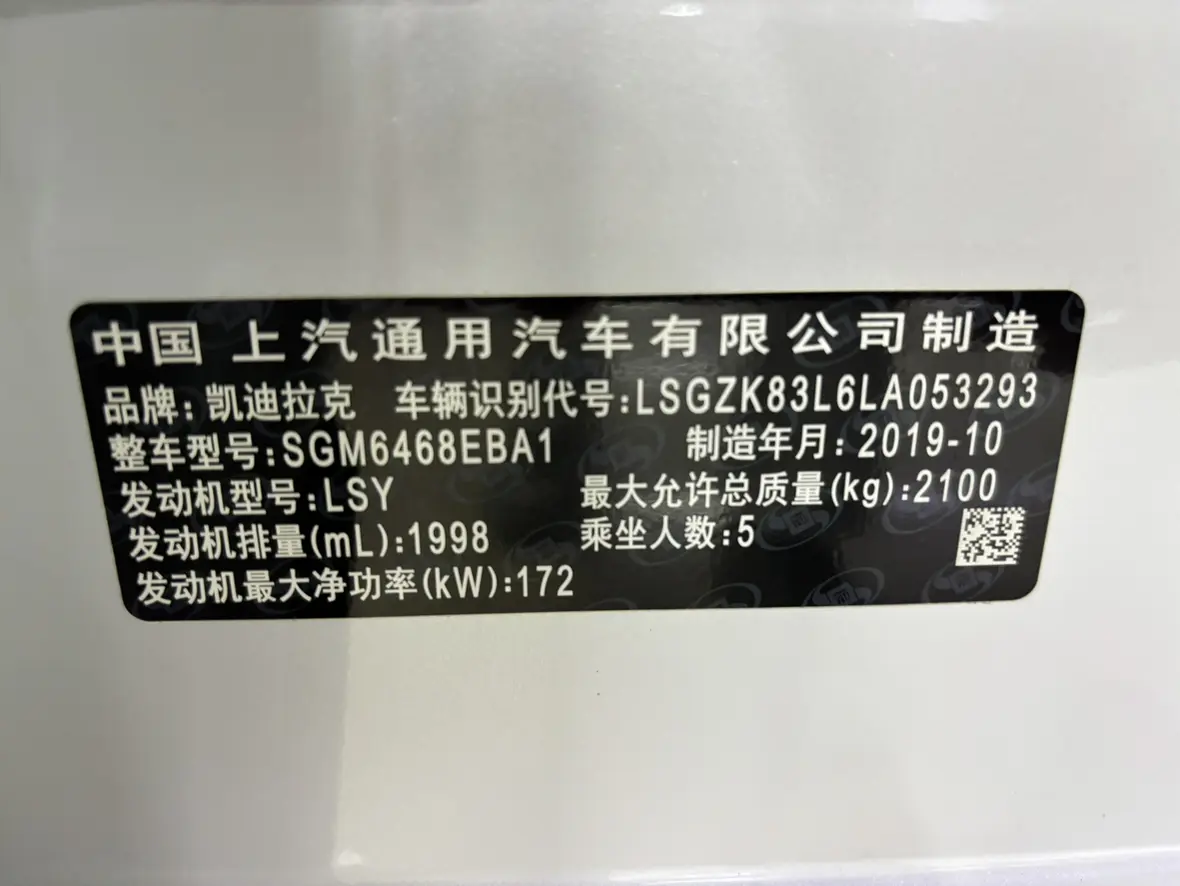 中国 上汽通用汽车有限公司制造
品牌:凯迪拉克 车辆识别代号:LSGZK83L6LA053293
整车型号:SGM6468EBA1 制造年月:2019-10
发动机型号:LSY 最大允许总质量(kg):2100
发动机排量(mL):1998 乘坐人数:5
发动机最大净功率(kW):172